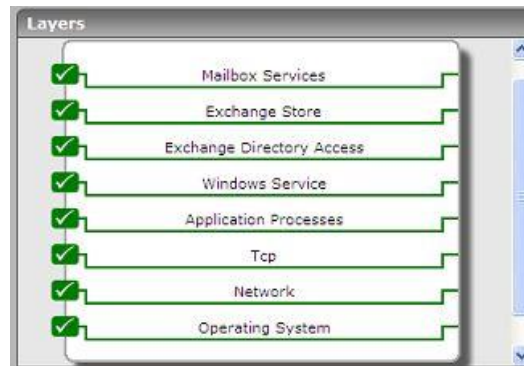 Layers
Mailbox Services
Exchange Store
Exchange Directory Access
Windows Service
Application Processes
Tcp
Network
Operating System